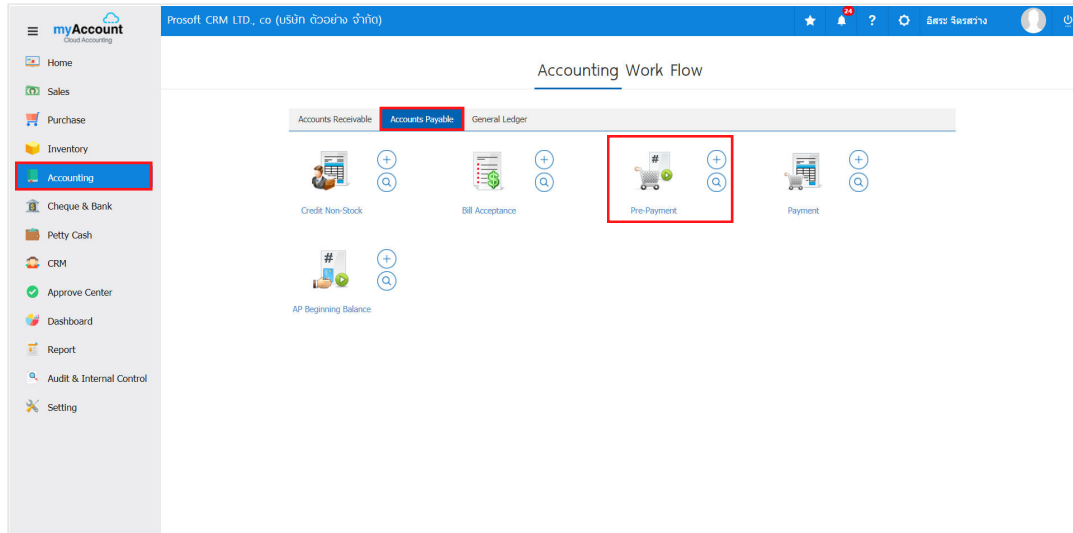 myAccount
Cloud Accounting
Prosoft CRM LTD., co (บริษัท ตัวอย่าง จำกัด)
24
?
อิสระ จิตรสว่าง
Home
Sales
Purchase
Inventory
Accounting
Cheque & Bank
Petty Cash
CRM
Approve Center
Dashboard
Report
Audit & Internal Control
Setting
Accounting Work Flow
Accounts Receivable
Accounts Payable
General Ledger
Credit Non-Stock
Bill Acceptance
#
Pre-Payment
Payment
#
AP Beginning Balance